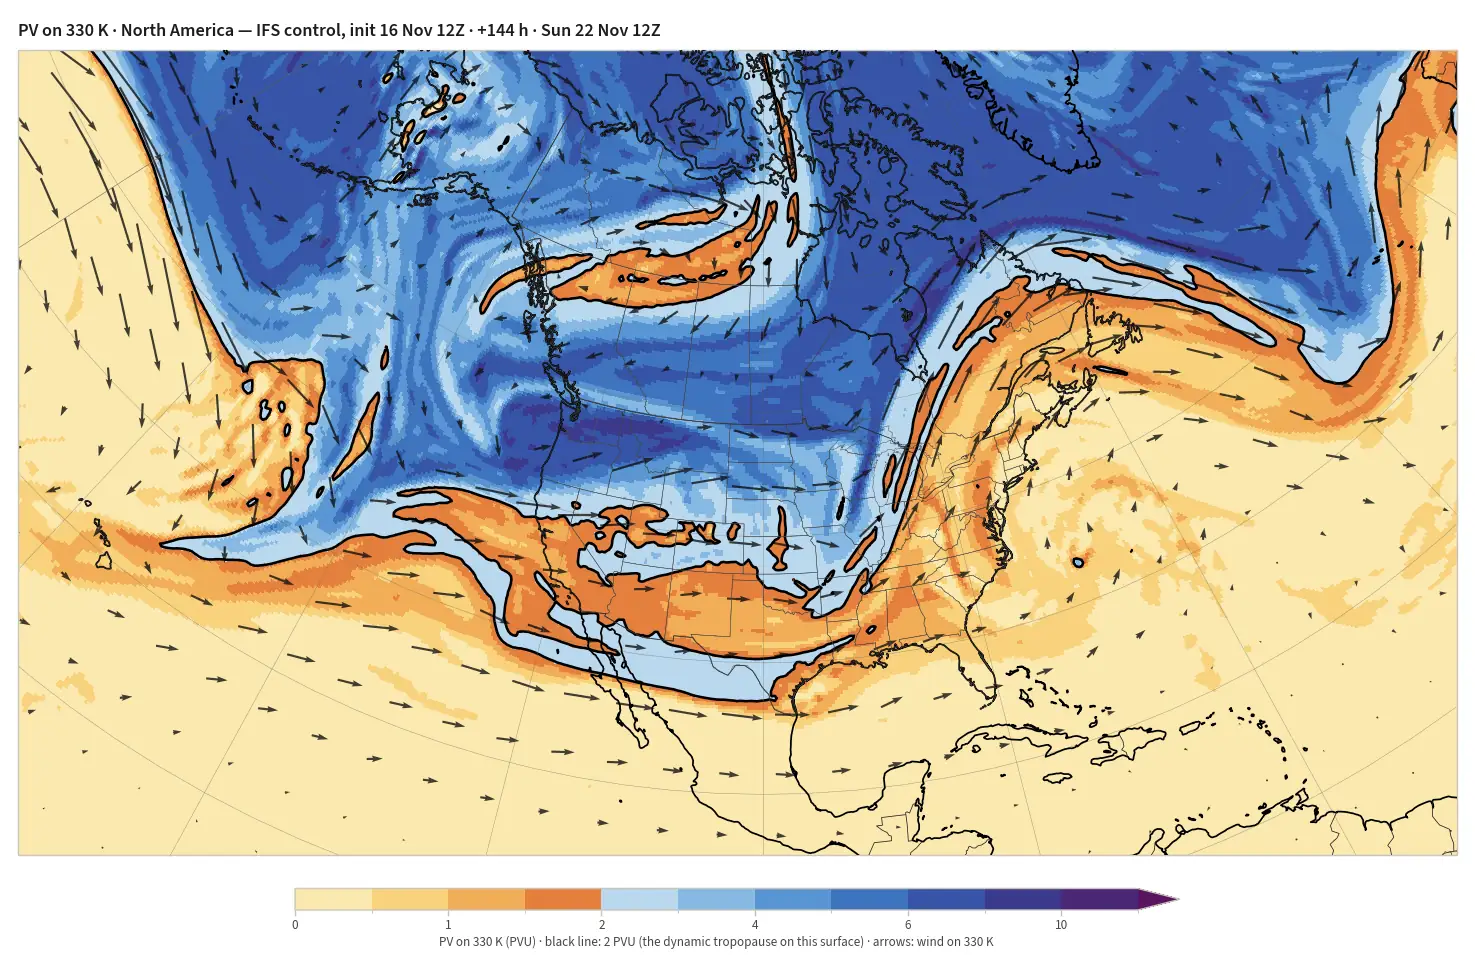 PV on 330 K · North America — IFS control, init 16 Nov 12Z · +144 h · Sun 22 Nov 12Z
0 1 2 4 6 10
PV on 330 K (PVU) · black line: 2 PVU (the dynamic tropopause on this surface) · arrows: wind on 330 K